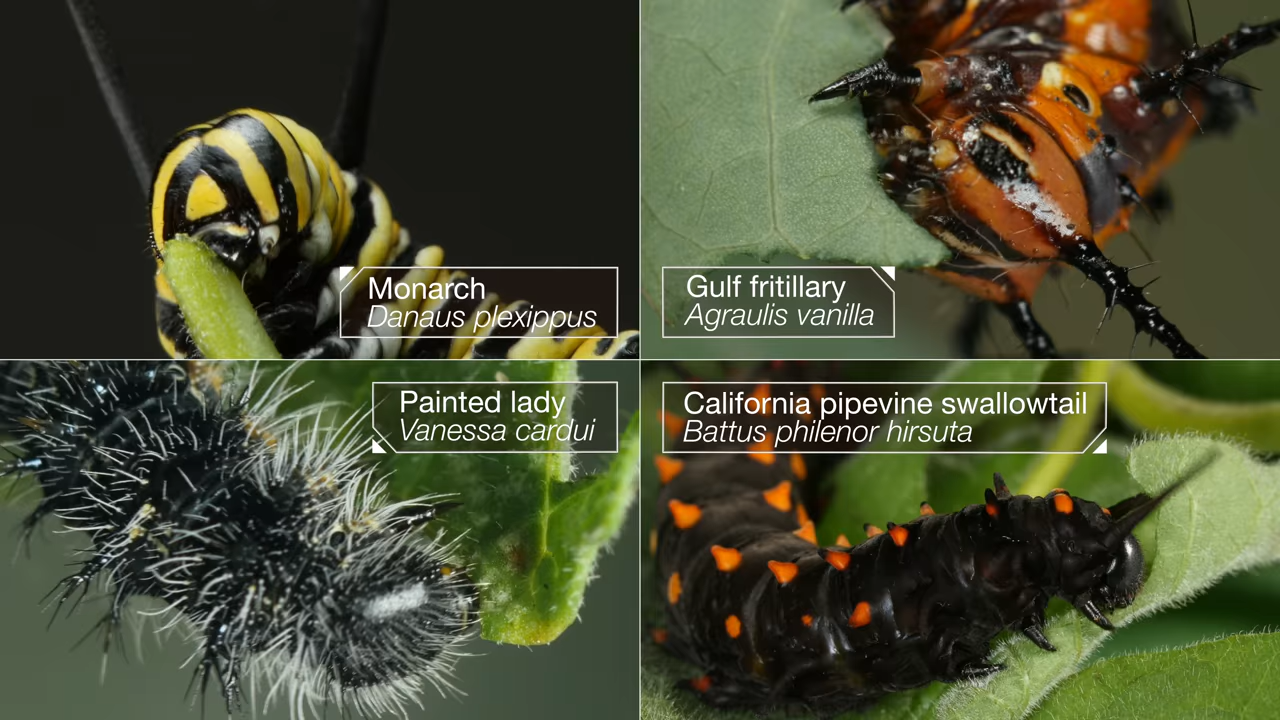 Monarch
Danaus plexippus
Gulf fritillary
Agraulis vanilla
Painted lady
Vanessa cardui
California pipevine swallowtail
Battus philenor hirsuta